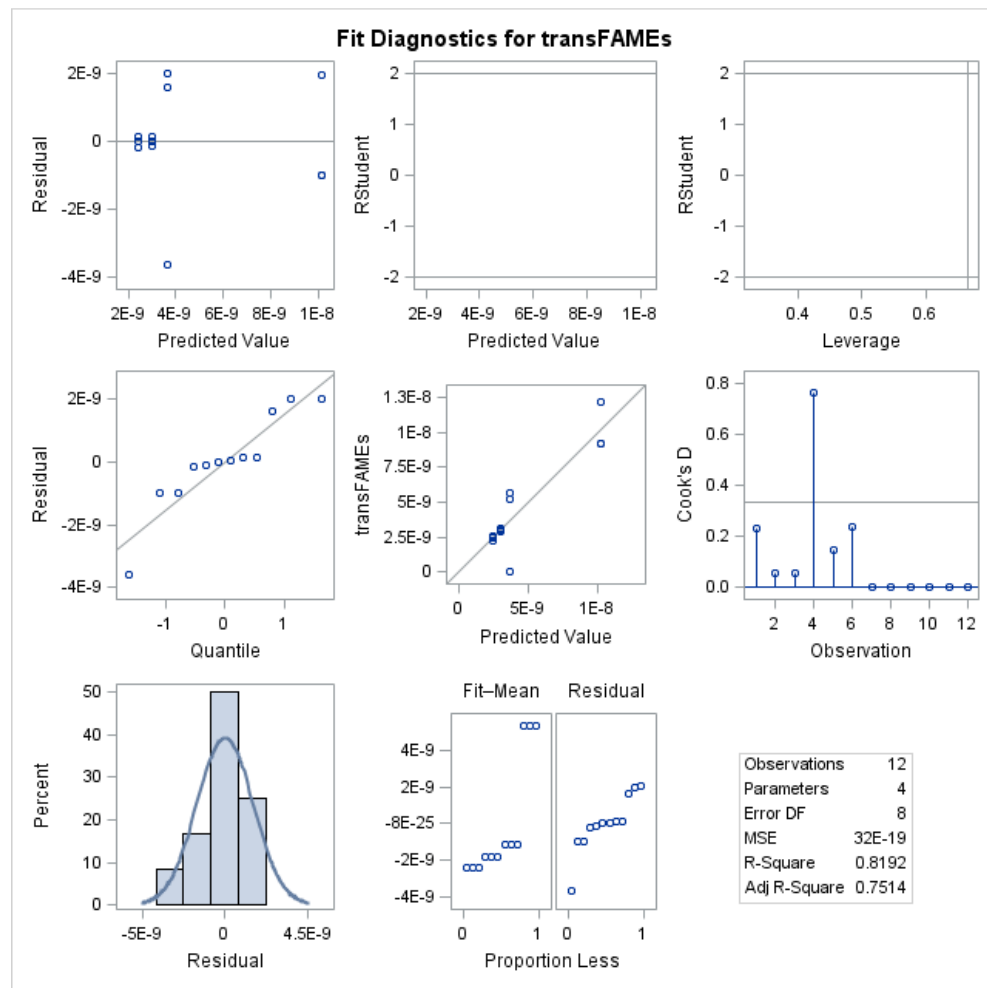 Fit Diagnostics for transFAMEs
2E-9
0
-2E-9
-4E-9
Residual
2E-9 4E-9 6E-9 8E-9 1E-8
Predicted Value
2
1
0
-1
-2
RStudent
2E-9 4E-9 6E-9 8E-9 1E-8
Predicted Value
2
1
0
-1
-2
RStudent
0.4 0.5 0.6
Leverage
2E-9
0
-2E-9
-4E-9
Residual
-1 0 1
Quantile
1.3E-8
1E-8
7.5E-9
5E-9
2.5E-9
0
transFAMEs
0 5E-9 1E-8
Predicted Value
0.8
0.6
0.4
0.2
0.0
Cook's D
2 4 6 8 10 12
Observation
50
40
30
20
10
0
Percent
-5E-9 0 4.5E-9
Residual
Fit–Mean Residual
4E-9
2E-9
-8E-25
-2E-9
-4E-9
0 1 0 1
Proportion Less
Observations 12
Parameters 4
Error DF 8
MSE 32E-19
R-Square 0.8192
Adj R-Square 0.7514